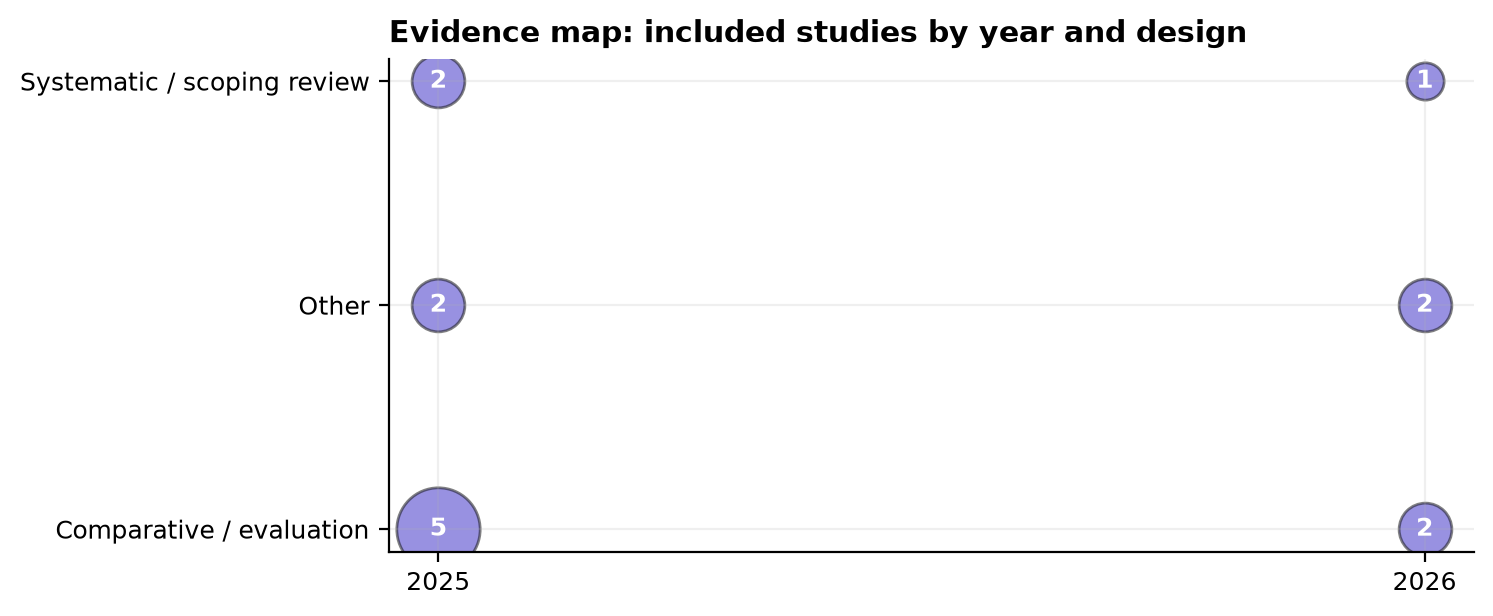 Evidence map: included studies by year and design
Systematic / scoping review
2
1
Other
2
2
Comparative / evaluation
5
2
2025
2026